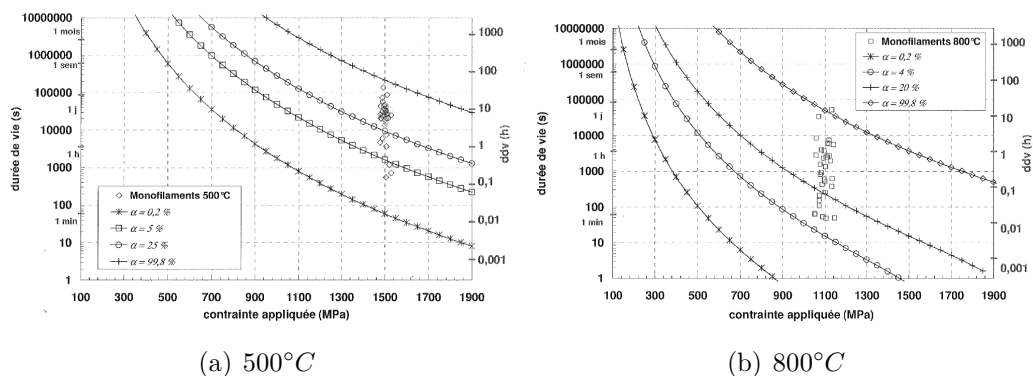 10000000
1 mois
1000000
1 sem
100000
1 j
10000
1 h
1000
100
1 min
10
1
durée de vie (s)
1000
100
10
1
0,1
0,01
0,001
ddv (h)
Monofilaments 500°C
α = 0,2 %
α = 5 %
α = 25 %
α = 99,8 %
100 300 500 700 900 1100 1300 1500 1700 1900
contrainte appliquée (MPa)
(a) 500°C
10000000
1 mois
1000000
1 sem
100000
1 j
10000
1 h
1000
100
1 min
10
1
durée de vie (s)
1000
100
10
1
0,1
0,01
0,001
ddv (h)
Monofilaments 800°C
α = 0,2 %
α = 4 %
α = 20 %
α = 99,8 %
100 300 500 700 900 1100 1300 1500 1700 1900
contrainte appliquée (MPa)
(b) 800°C